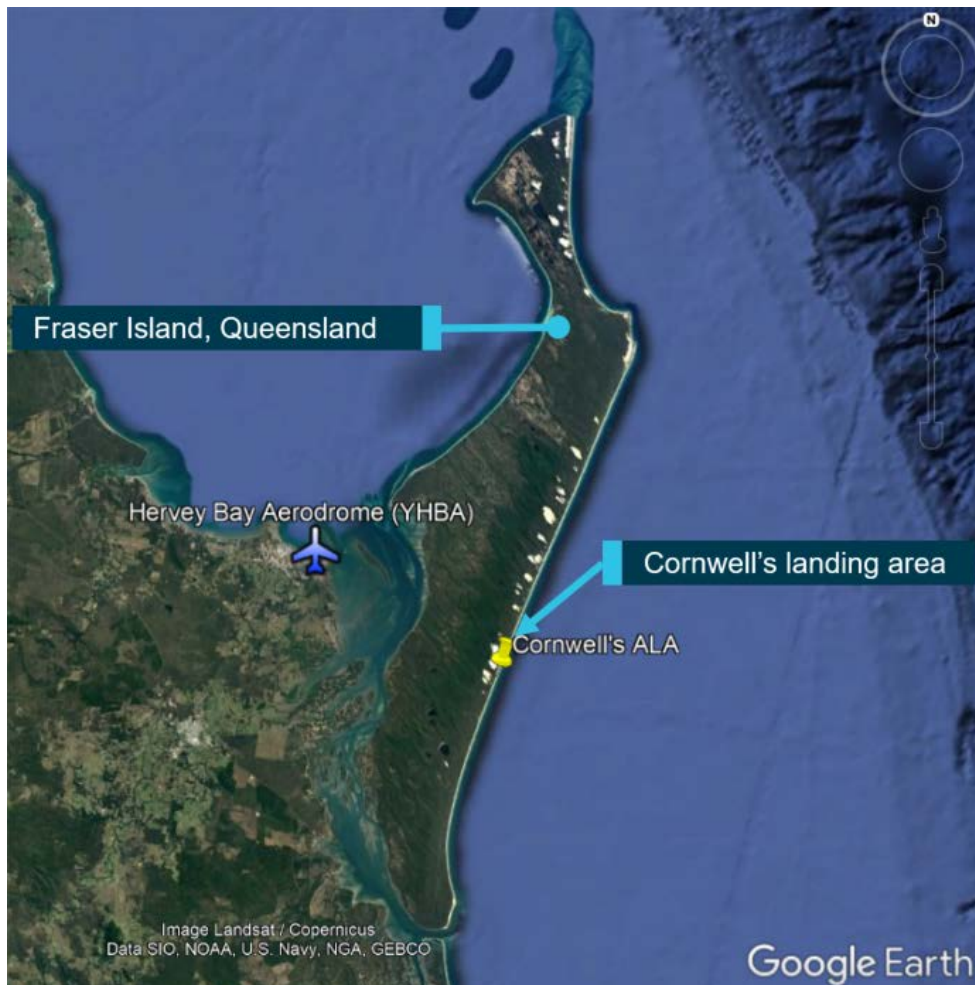 N
Fraser Island, Queensland
Hervey Bay Aerodrome (YHBA)
Cornwell’s landing area
Cornwell's ALA
Image Landsat / Copernicus
Data SIO, NOAA, U.S. Navy, NGA, GEBCO
Google Earth